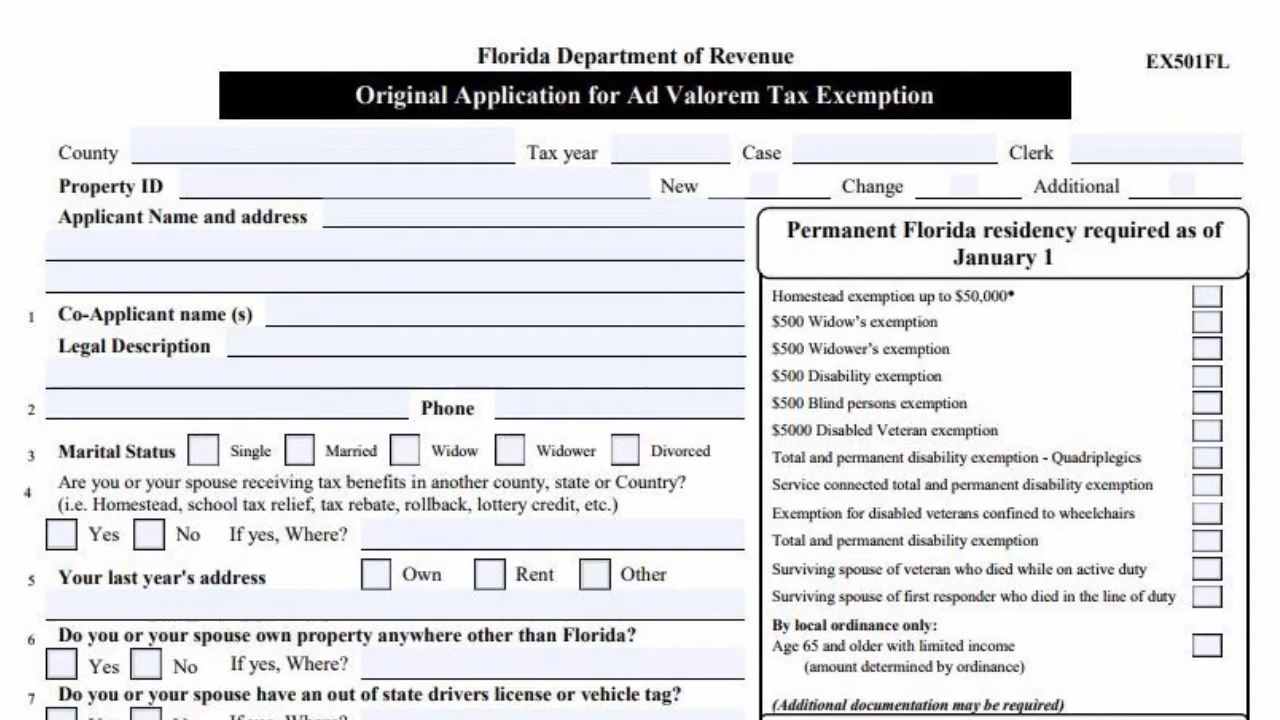 Florida Department of Revenue
EX501FL
Original Application for Ad Valorem Tax Exemption
County Tax year Case Clerk
Property ID New Change Additional
Applicant Name and address
1 Co-Applicant name (s)
Legal Description
2 Phone
3 Marital Status Single Married Widow Widower Divorced
4 Are you or your spouse receiving tax benefits in another county, state or Country?
(i.e. Homestead, school tax relief, tax rebate, rollback, lottery credit, etc.)
Yes No If yes, Where?
5 Your last year's address Own Rent Other
6 Do you or your spouse own property anywhere other than Florida?
Yes No If yes, Where?
7 Do you or your spouse have an out of state drivers license or vehicle tag?
Permanent Florida residency required as of
January 1
Homestead exemption up to $50,000*
$500 Widow’s exemption
$500 Widower’s exemption
$500 Disability exemption
$500 Blind persons exemption
$5000 Disabled Veteran exemption
Total and permanent disability exemption - Quadriplegics
Service connected total and permanent disability exemption
Exemption for disabled veterans confined to wheelchairs
Total and permanent disability exemption
Surviving spouse of veteran who died while on active duty
Surviving spouse of first responder who died in the line of duty
By local ordinance only:
Age 65 and older with limited income
(amount determined by ordinance)
(Additional documentation may be required)